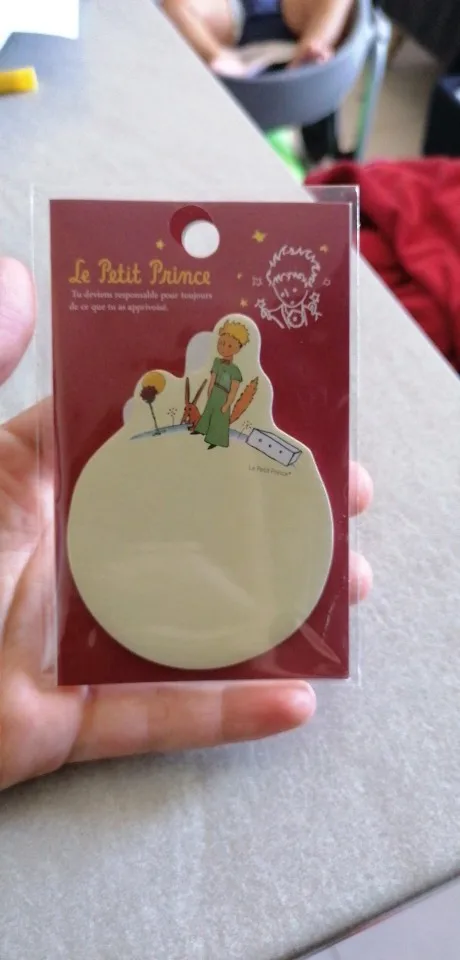 Le Petit Prince
Tu deviens responsable pour toujours
de ce que tu as apprivoisé.
Le Petit Prince®